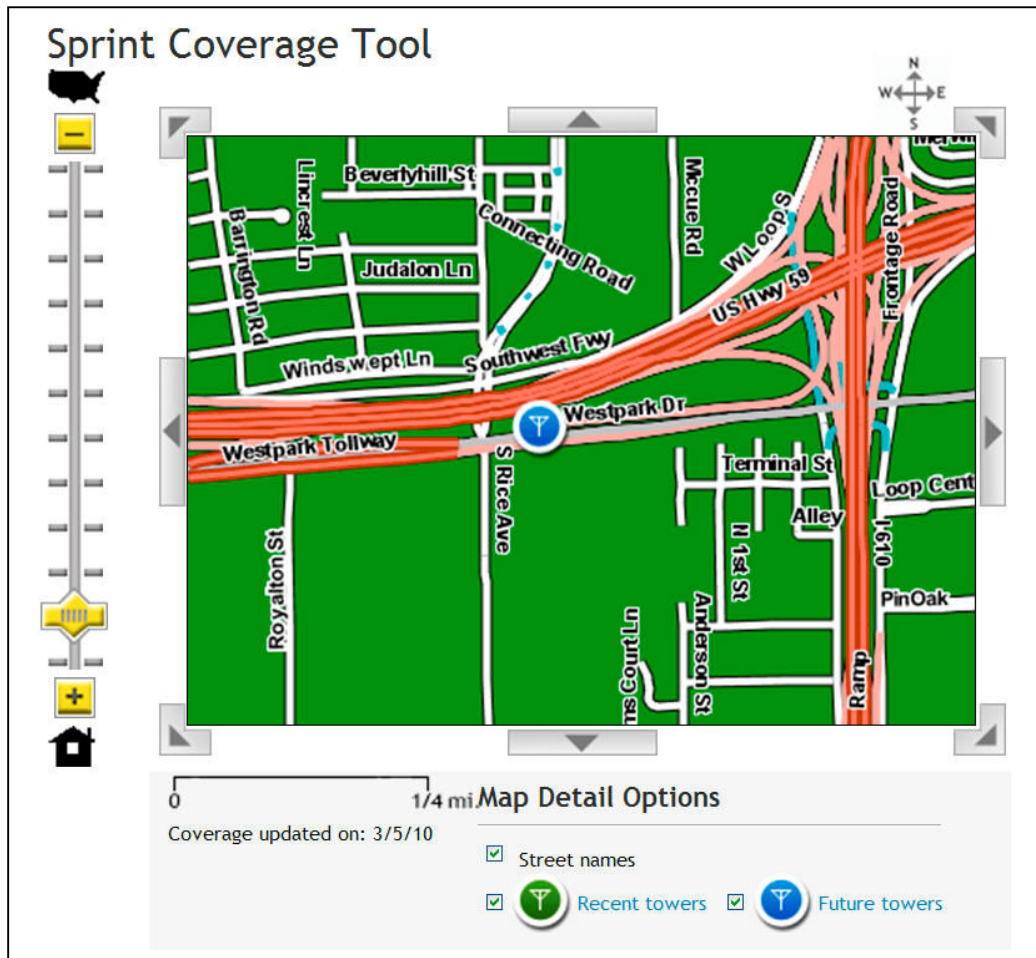 Sprint Coverage Tool
N
W E
S
Beverlyhill St
Lincrest Ln
Barrington Rd
Connecting Road
Mccue Rd
W Loop S
Frontage Road
Judalon Ln
US Hwy 59
Windswept Ln
Southwest Fwy
Westpark Dr
Westpark Tollway
S Rice Ave
Terminal St
Loop Cent
Alley
N 1st St
I 610
Royalton St
PinOak
Anderson St
ms Court Ln
Ramp
0 1/4 mi.
Map Detail Options
Coverage updated on: 3/5/10
Street names
Recent towers Future towers